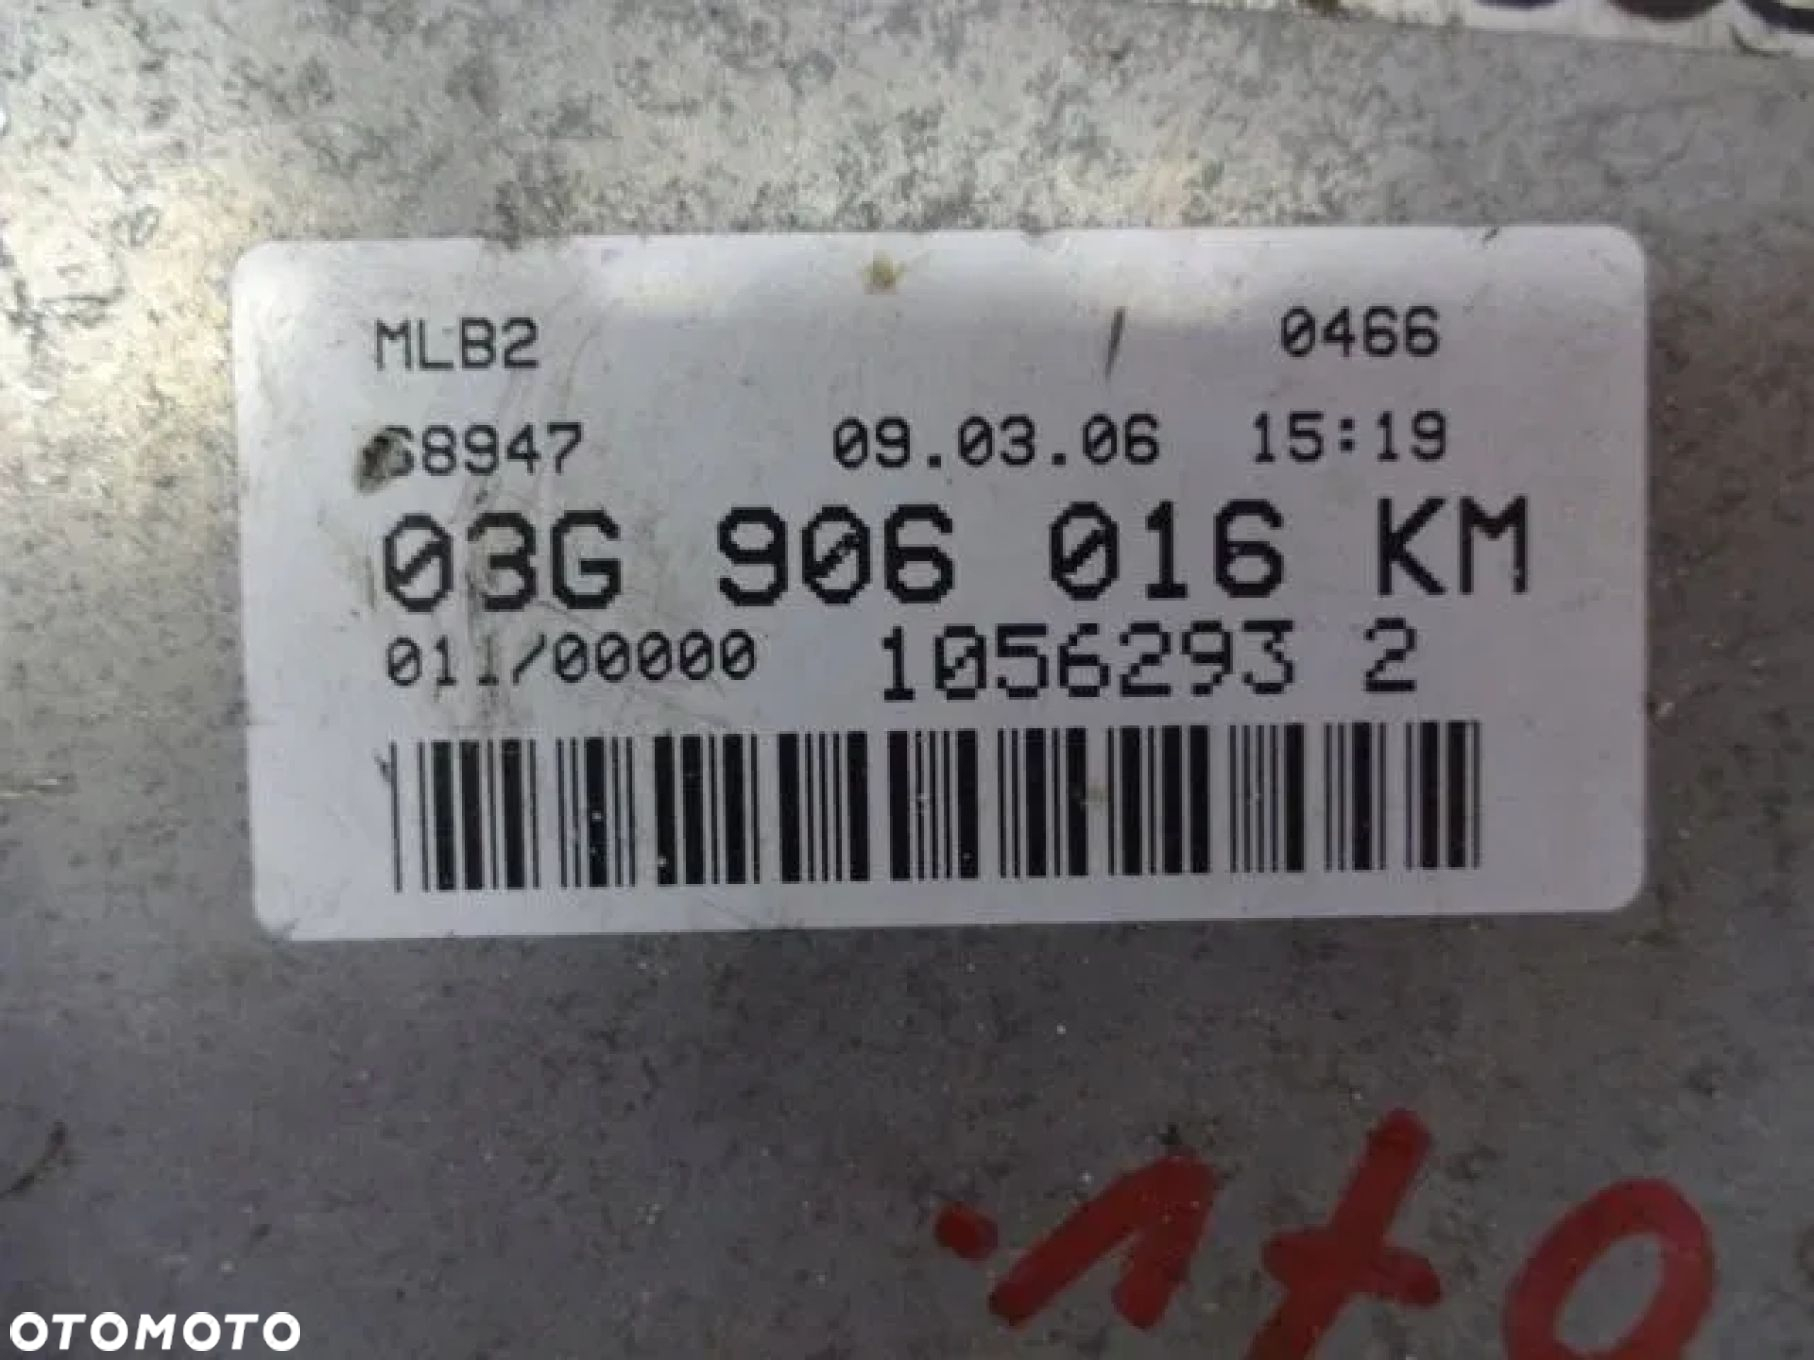 MLB2 0466
68947 09.03.06 15:19
03G 906 016 KM
011/00000 1056293 2
OTOMOTO